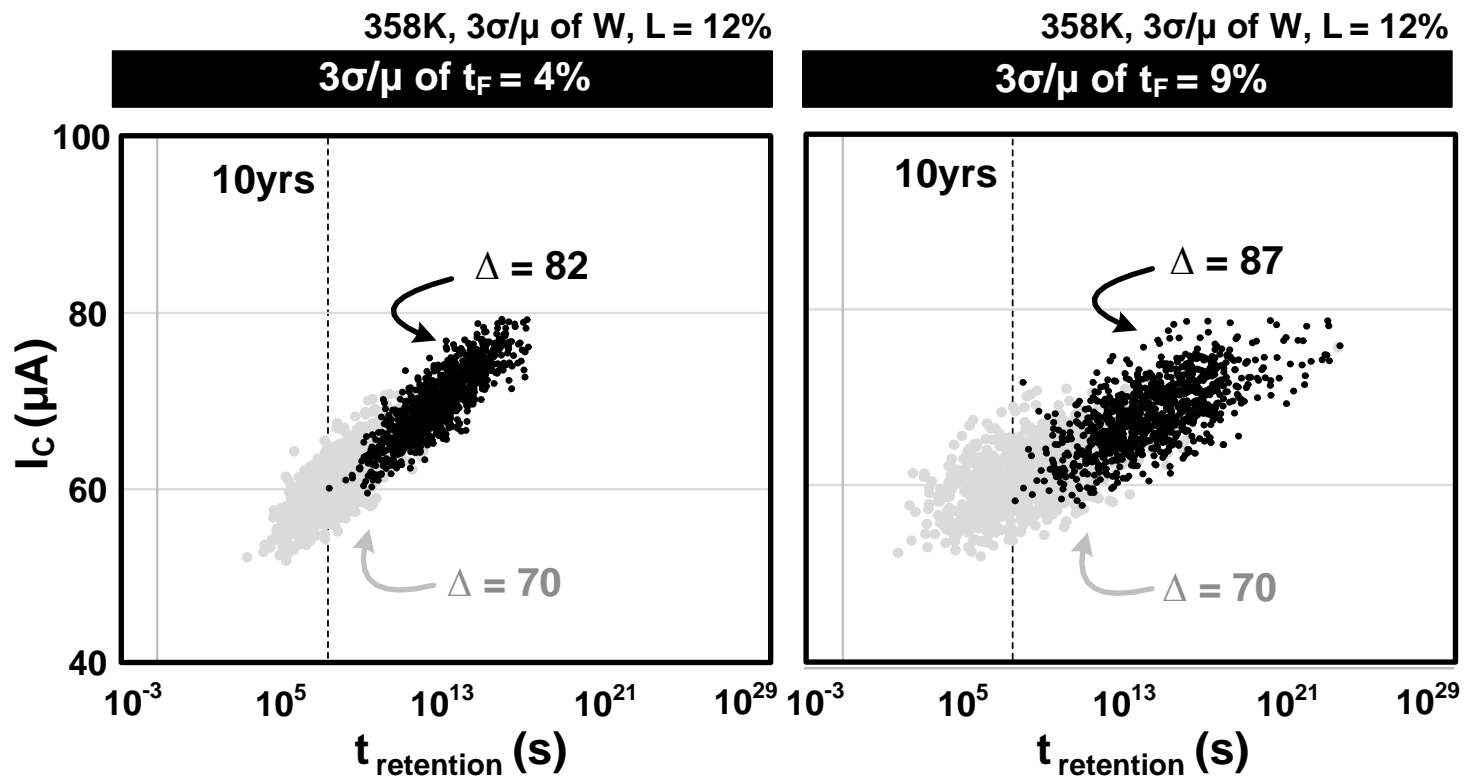 358K, 3σ/μ of W, L = 12%
3σ/μ of tF = 4%
100
80
60
40
IC (μA)
10yrs
Δ = 82
Δ = 70
10-3
105
1013
1021
1029
t retention (s)
358K, 3σ/μ of W, L = 12%
3σ/μ of tF = 9%
10yrs
Δ = 87
Δ = 70
10-3
105
1013
1021
1029
t retention (s)